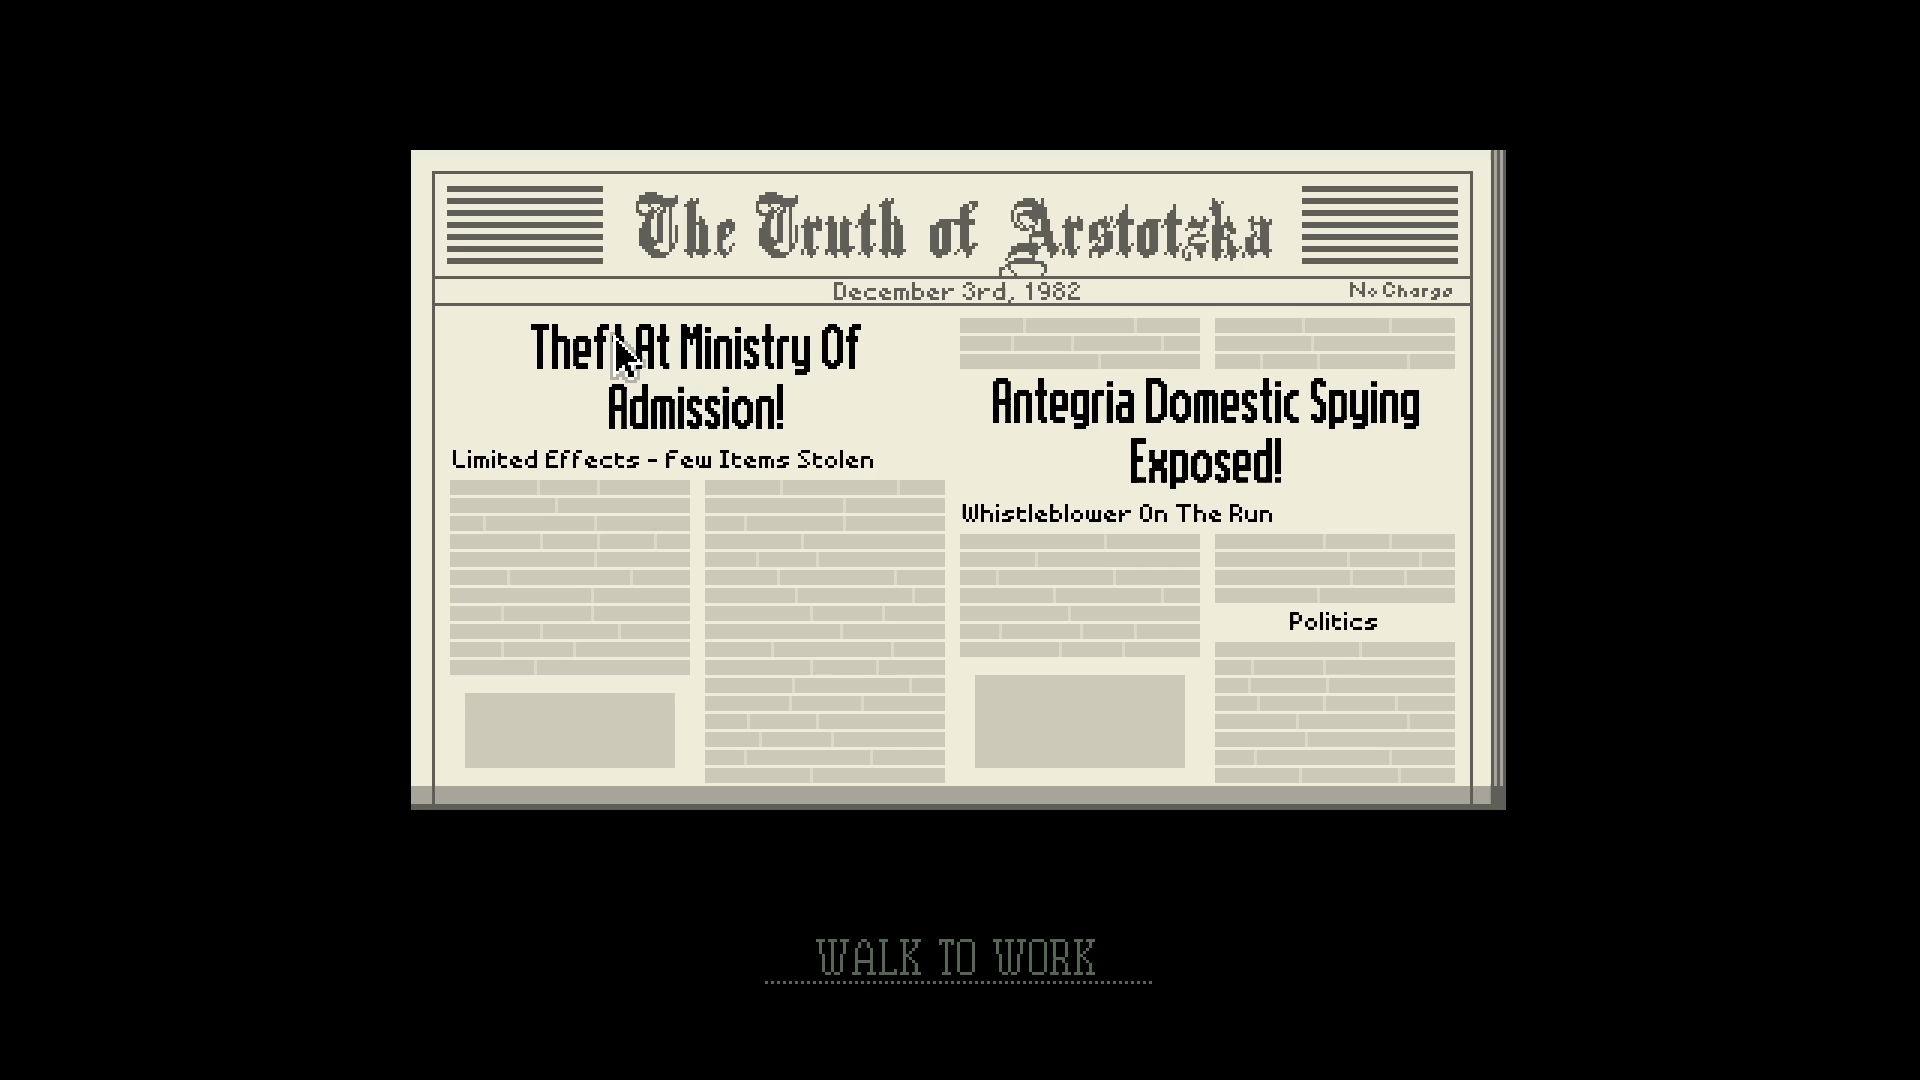 The Truth of Arstotzka
December 3rd, 1982
No Charge
Theft At Ministry Of
Admission!
Limited Effects - Few Items Stolen
Antegria Domestic Spying
Exposed!
Whistleblower On The Run
Politics
WALK TO WORK